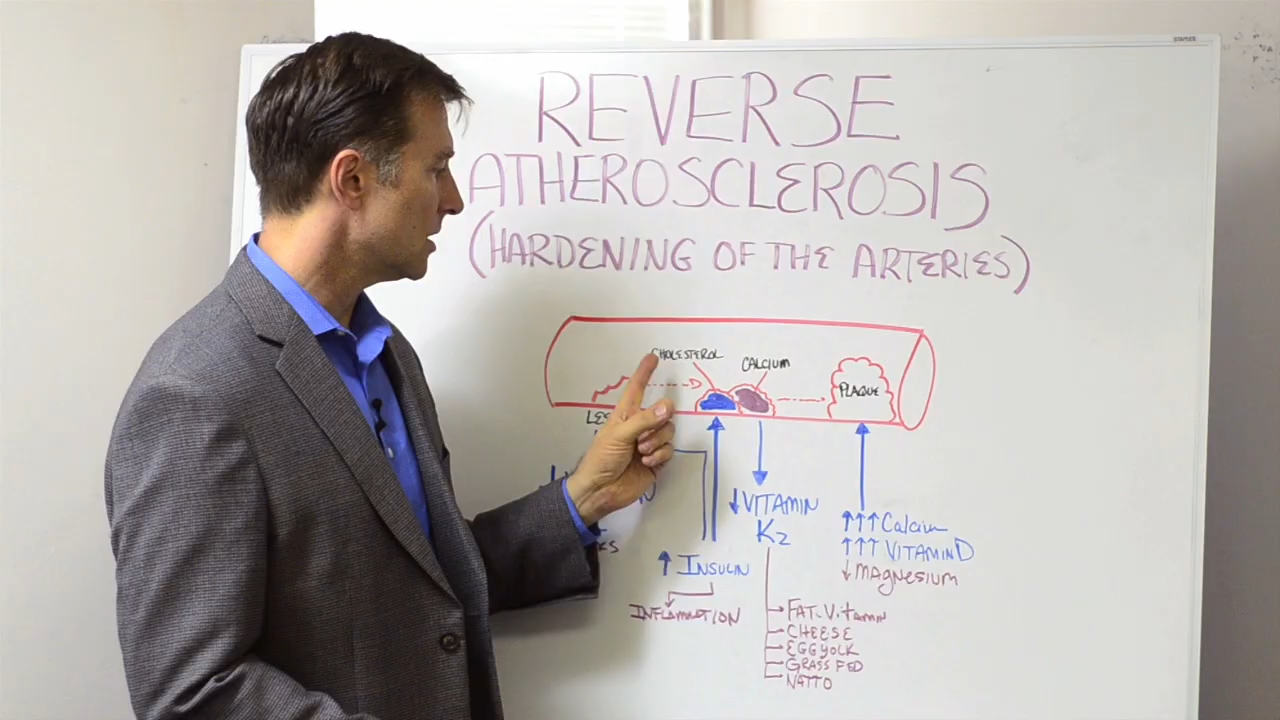 STAPLES
REVERSE
ATHEROSCLEROSIS
(HARDENING OF THE ARTERIES)
CHOLESTEROL
CALCIUM
PLAQUE
↓ VITAMIN
K2
↑↑↑ Calcium
↑↑↑ VITAMIN D
↓ MAGNESIUM
↑ INSULIN
INFLAMMATION
FAT-VITAMIN
CHEESE
EGG YOLK
GRASS FED
NATTO